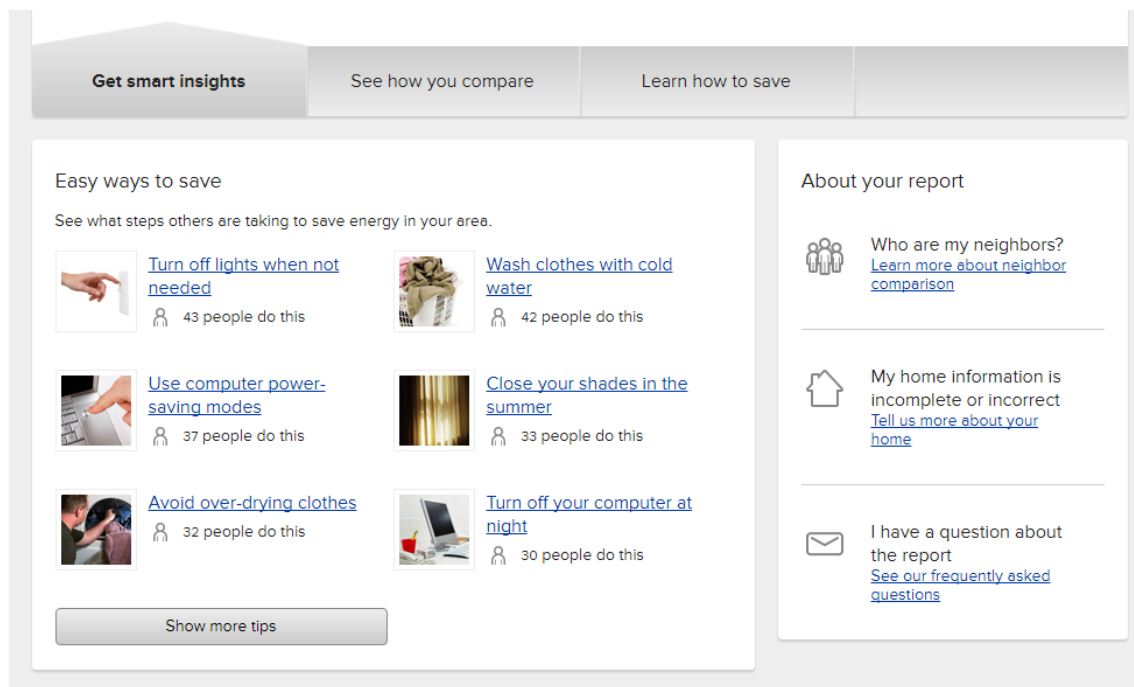 Get smart insights
See how you compare
Learn how to save
Easy ways to save
See what steps others are taking to save energy in your area.
Turn off lights when not
needed
43 people do this
Wash clothes with cold
water
42 people do this
Use computer power-
saving modes
37 people do this
Close your shades in the
summer
33 people do this
Avoid over-drying clothes
32 people do this
Turn off your computer at
night
30 people do this
Show more tips
About your report
Who are my neighbors?
Learn more about neighbor
comparison
My home information is
incomplete or incorrect
Tell us more about your
home
I have a question about
the report
See our frequently asked
questions